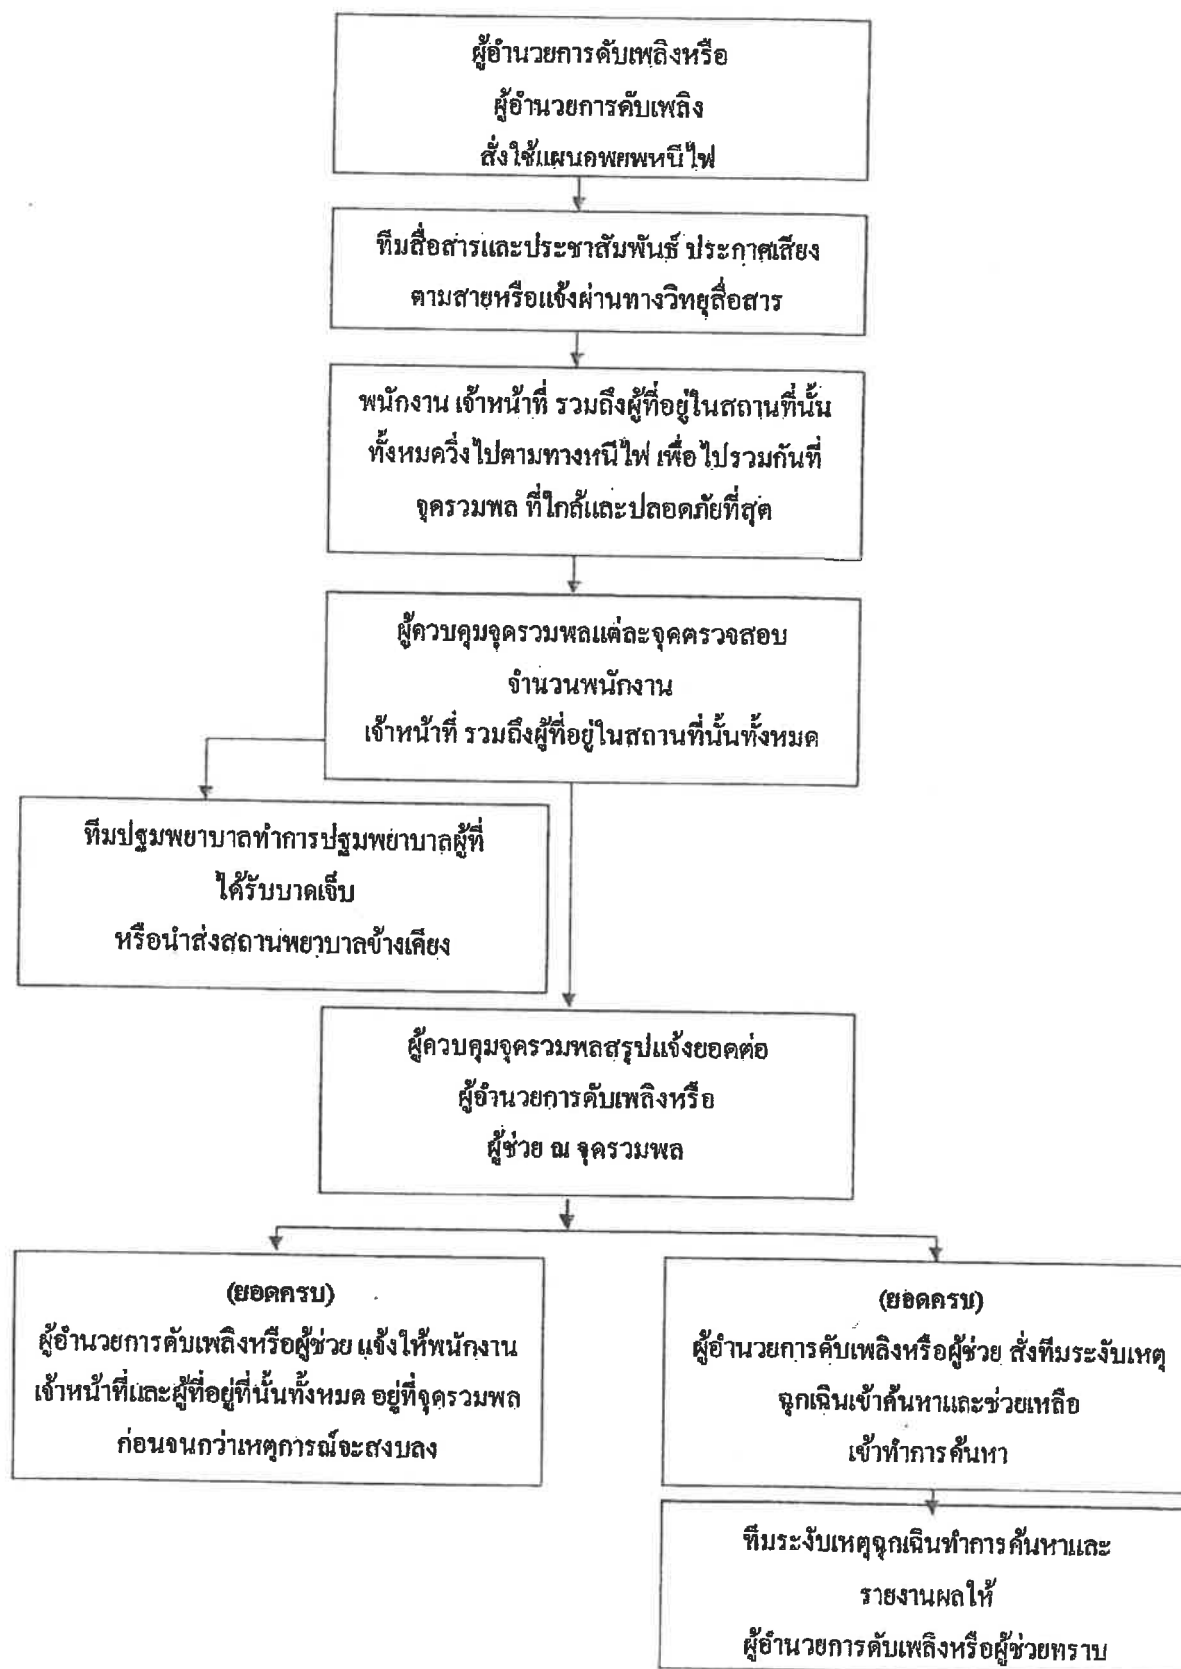 ผู้อำนวยการดับเพลิงหรือ
ผู้อำนวยการดับเพลิง
สั่งใช้แผนอพยพหนีไฟ
ทีมสื่อสารและประชาสัมพันธ์ ประกาศเสียง
ตามสายหรือแจ้งผ่านทางวิทยุสื่อสาร
พนักงาน เจ้าหน้าที่ รวมถึงผู้ที่อยู่ในสถานที่นั้น
ทั้งหมดวิ่งไปตามทางหนีไฟ เพื่อไปรวมกันที่
จุดรวมพล ที่ใกล้และปลอดภัยที่สุด
ผู้ควบคุมจุดรวมพลแต่ละจุดตรวจสอบ
จำนวนพนักงาน
เจ้าหน้าที่ รวมถึงผู้ที่อยู่ในสถานที่นั้นทั้งหมด
ทีมปฐมพยาบาลทำการปฐมพยาบาลผู้ที่
ได้รับบาดเจ็บ
หรือนำส่งสถานพยาบาลข้างเคียง
ผู้ควบคุมจุดรวมพลสรุปแจ้งยอดต่อ
ผู้อำนวยการดับเพลิงหรือ
ผู้ช่วย ณ จุดรวมพล
(ยอดครบ)
ผู้อำนวยการดับเพลิงหรือผู้ช่วย แจ้งให้พนักงาน
เจ้าหน้าที่และผู้ที่อยู่ที่นั้นทั้งหมด อยู่ที่จุดรวมพล
ก่อนจนกว่าเหตุการณ์จะสงบลง
(ยอดครบ)
ผู้อำนวยการดับเพลิงหรือผู้ช่วย สั่งทีมระงับเหตุ
ฉุกเฉินเข้าค้นหาและช่วยเหลือ
เข้าทำการค้นหา
ทีมระงับเหตุฉุกเฉินทำการค้นหาและ
รายงานผลให้
ผู้อำนวยการดับเพลิงหรือผู้ช่วยทราบ